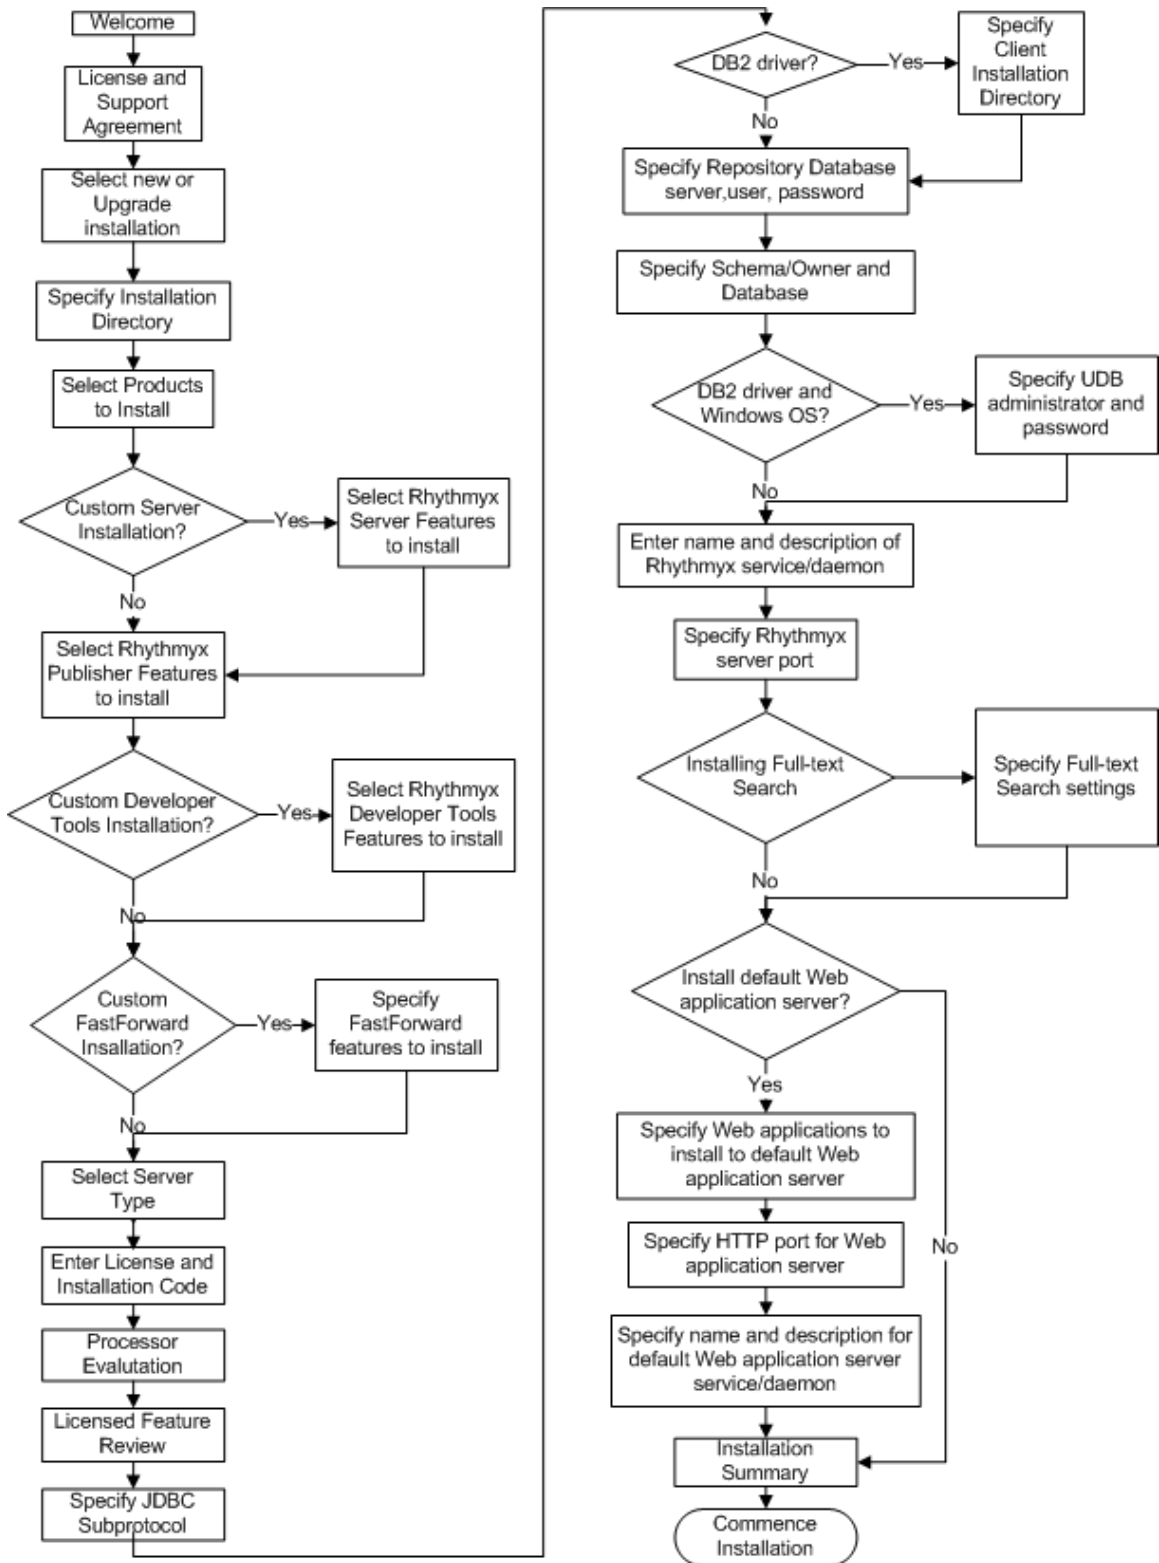 Welcome
License and
Support
Agreement
Select new or
Upgrade
installation
Specify Installation
Directory
Select Products
to Install
Custom Server
Installation?
Yes
Select Rhythmyx
Server Features
to install
No
Select Rhythmyx
Publisher Features
to install
Custom Developer
Tools Installation?
Yes
Select Rhythmyx
Developer Tools
Features to install
No
Custom
FastForward
Insallation?
Yes
Specify
FastForward
features to install
No
Select Server
Type
Enter License and
Installation Code
Processor
Evalutation
Licensed Feature
Review
Specify JDBC
Subprotocol
DB2 driver?
Yes
Specify
Client
Installation
Directory
No
Specify Repository Database
server,user, password
Specify Schema/Owner and
Database
DB2 driver and
Windows OS?
Yes
Specify UDB
administrator and
password
No
Enter name and description of
Rhythmyx service/daemon
Specify Rhythmyx
server port
Installing Full-text
Search
Specify Full-text
Search settings
No
Install default Web
application server?
Yes
Specify Web applications to
install to default Web
application server
No
Specify HTTP port for Web
application server
Specify name and description for
default Web application server
service/daemon
Installation
Summary
Commence
Installation